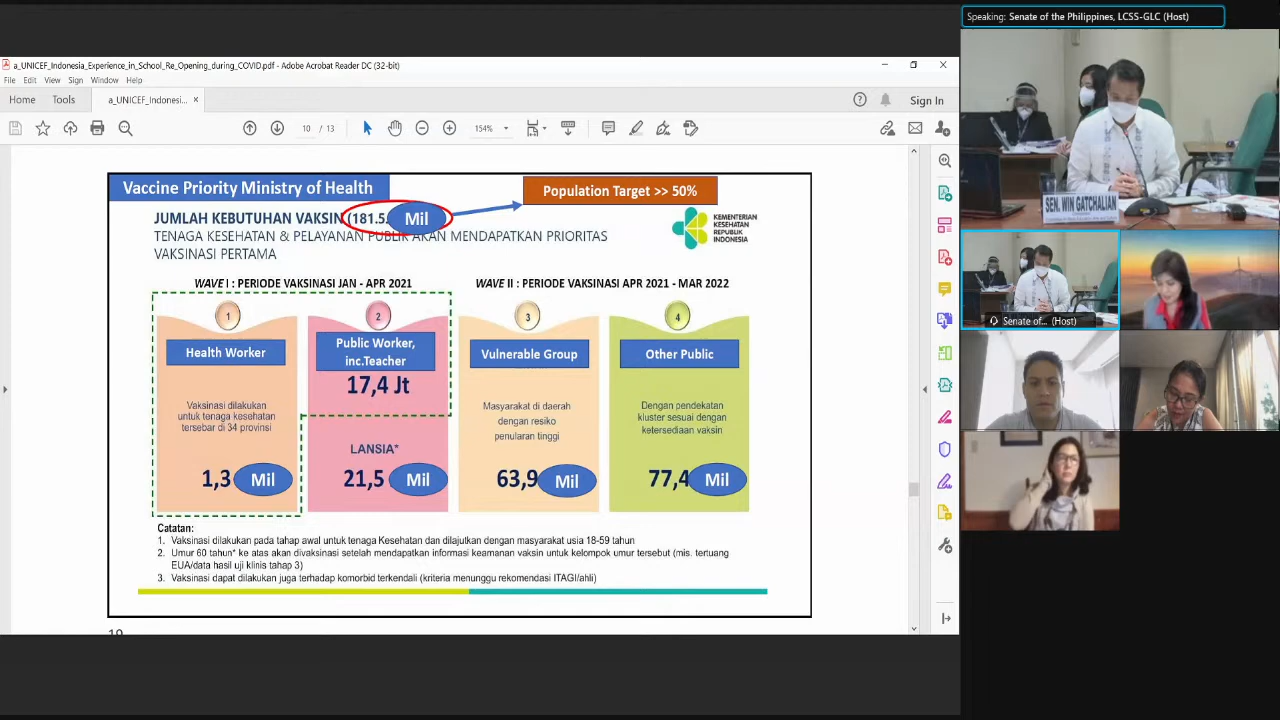 Speaking: Senate of the Philippines, LCSS-GLC (Host)
a_UNICEF_Indonesia_Experience_in_School_Re_Opening_during_COVID.pdf - Adobe Acrobat Reader DC (32-bit)
File Edit View Sign Window Help
Home Tools a_UNICEF_Indonesi... × Sign In
10 / 13 154%
Vaccine Priority Ministry of Health
Population Target >> 50%
JUMLAH KEBUTUHAN VAKSIN (181.5 Mil
TENAGA KESEHATAN & PELAYANAN PUBLIK AKAN MENDAPATKAN PRIORITAS
VAKSINASI PERTAMA
KEMENTERIAN
KESEHATAN
REPUBLIK
INDONESIA
WAVE I : PERIODE VAKSINASI JAN - APR 2021
WAVE II : PERIODE VAKSINASI APR 2021 - MAR 2022
1
Health Worker
Vaksinasi dilakukan
untuk tenaga kesehatan
tersebar di 34 provinsi
1,3 Mil
2
Public Worker,
inc.Teacher
17,4 Jt
LANSIA*
21,5 Mil
3
Vulnerable Group
Masyarakat di daerah
dengan resiko
penularan tinggi
63,9 Mil
4
Other Public
Dengan pendekatan
kluster sesuai dengan
ketersediaan vaksin
77,4 Mil
Catatan:
1. Vaksinasi dilakukan pada tahap awal untuk tenaga Kesehatan dan dilajutkan dengan masyarakat usia 18-59 tahun
2. Umur 60 tahun* ke atas akan divaksinasi setelah mendapatkan informasi keamanan vaksin untuk kelompok umur tersebut (mis. tertuang
EUA/data hasil uji klinis tahap 3)
3. Vaksinasi dapat dilakukan juga terhadap komorbid terkendali (kriteria menunggu rekomendasi ITAGI/ahli)
SEN. WIN GATCHALIAN
Senate of... (Host)